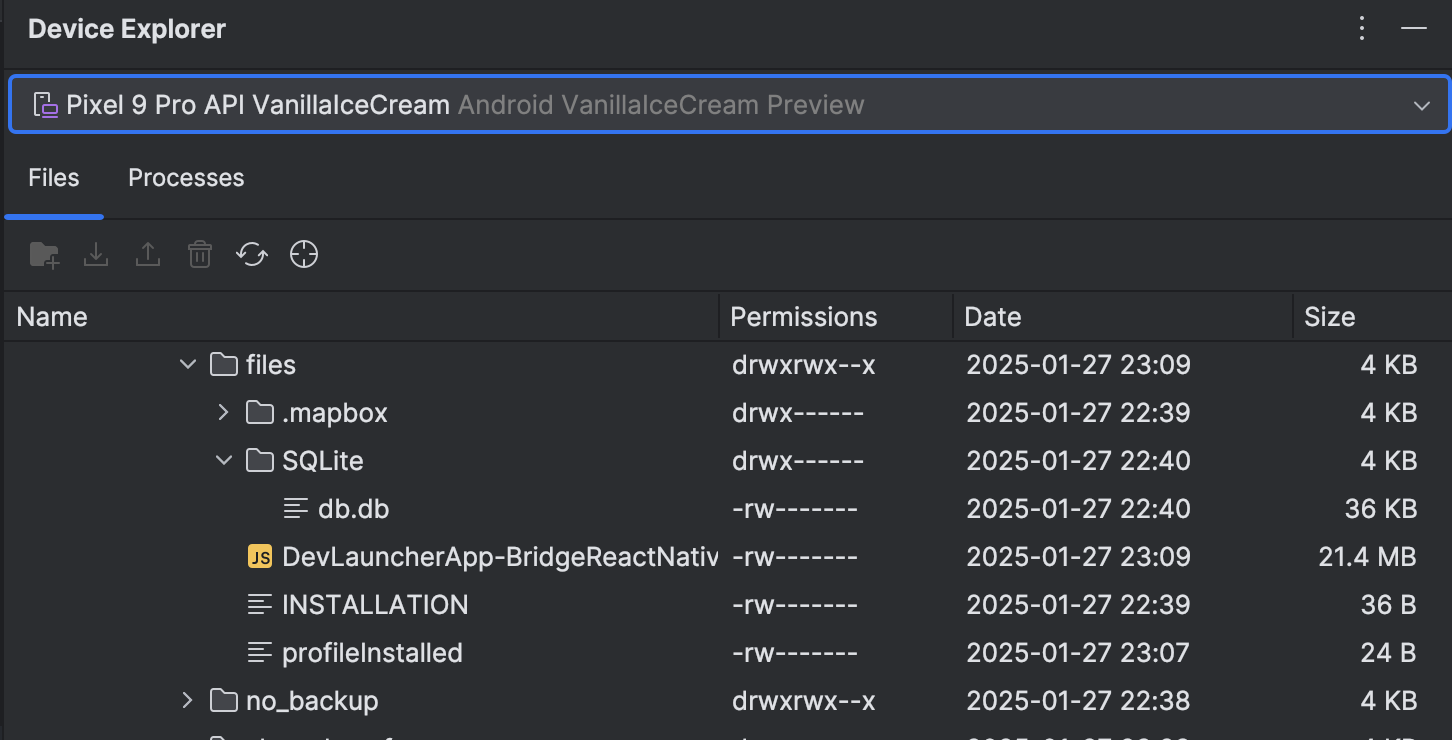 Device Explorer
Pixel 9 Pro API VanillaIceCream Android VanillaIceCream Preview
Files Processes
Name Permissions Date Size
files drwxrwx--x 2025-01-27 23:09 4 KB
.mapbox drwx------ 2025-01-27 22:39 4 KB
SQLite drwx------ 2025-01-27 22:40 4 KB
db.db -rw------- 2025-01-27 22:40 36 KB
JS DevLauncherApp-BridgeReactNativ -rw------- 2025-01-27 23:09 21.4 MB
INSTALLATION -rw------- 2025-01-27 22:39 36 B
profileInstalled -rw------- 2025-01-27 23:07 24 B
no_backup drwxrwx--x 2025-01-27 22:38 4 KB